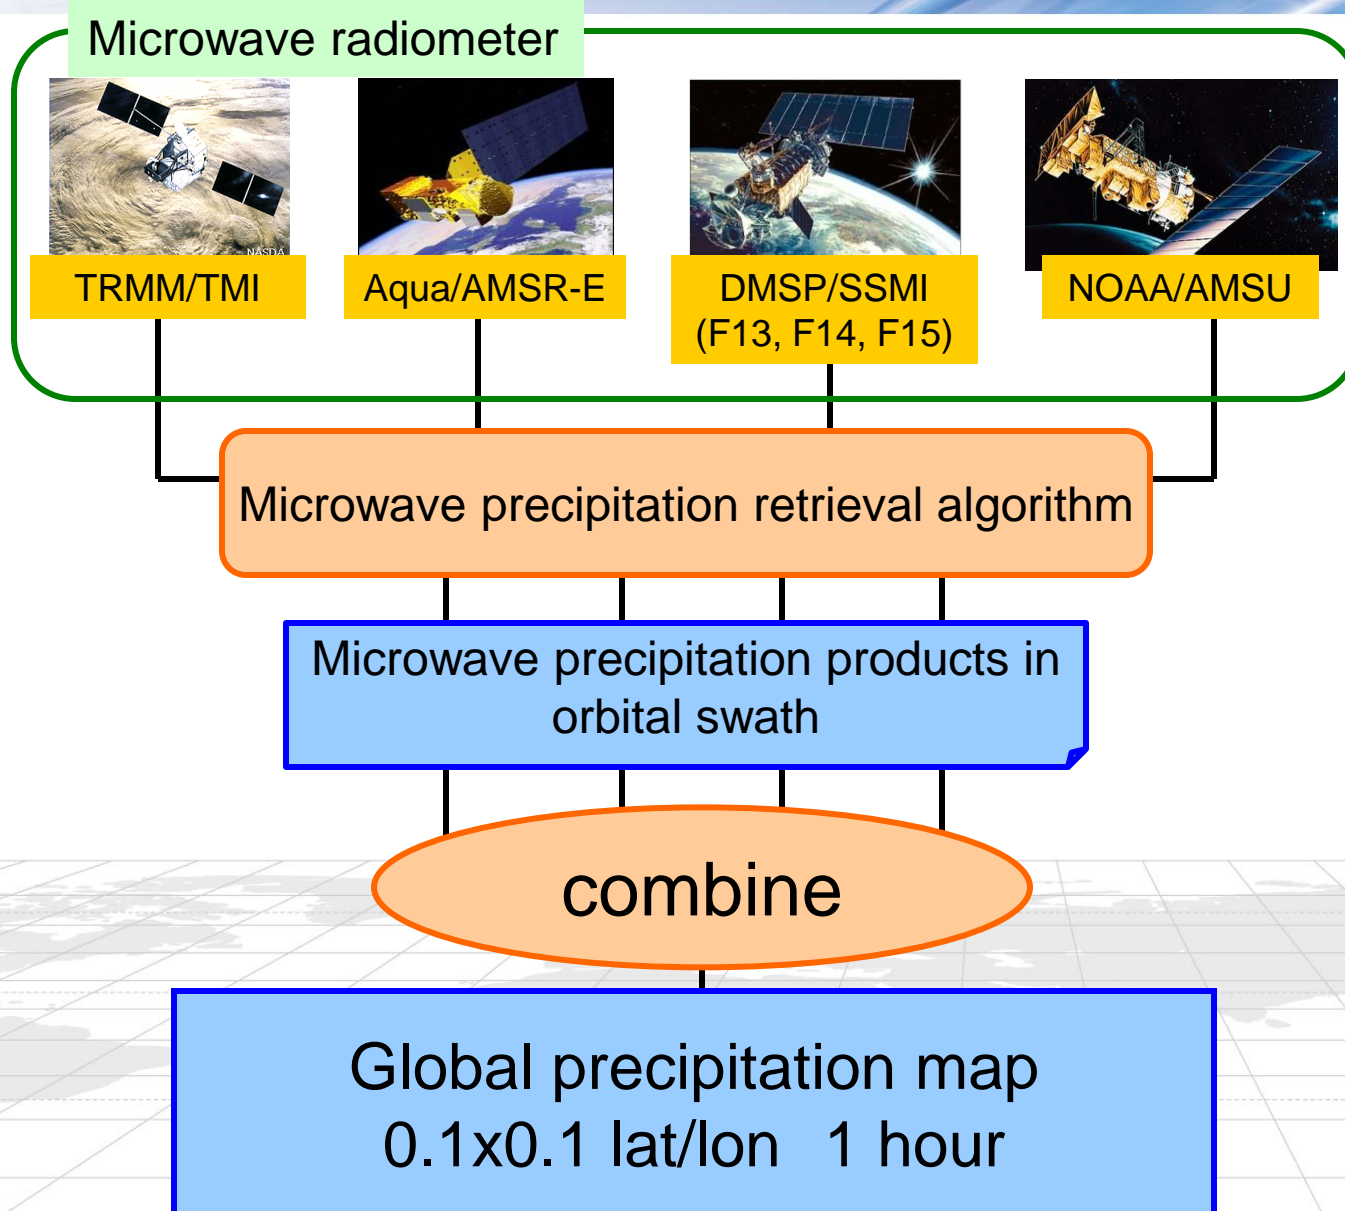 Microwave radiometer
NASDA
TRMM/TMI
Aqua/AMSR-E
DMSP/SSMI
(F13, F14, F15)
NOAA/AMSU
Microwave precipitation retrieval algorithm
Microwave precipitation products in
orbital swath
combine
Global precipitation map
0.1x0.1 lat/lon 1 hour